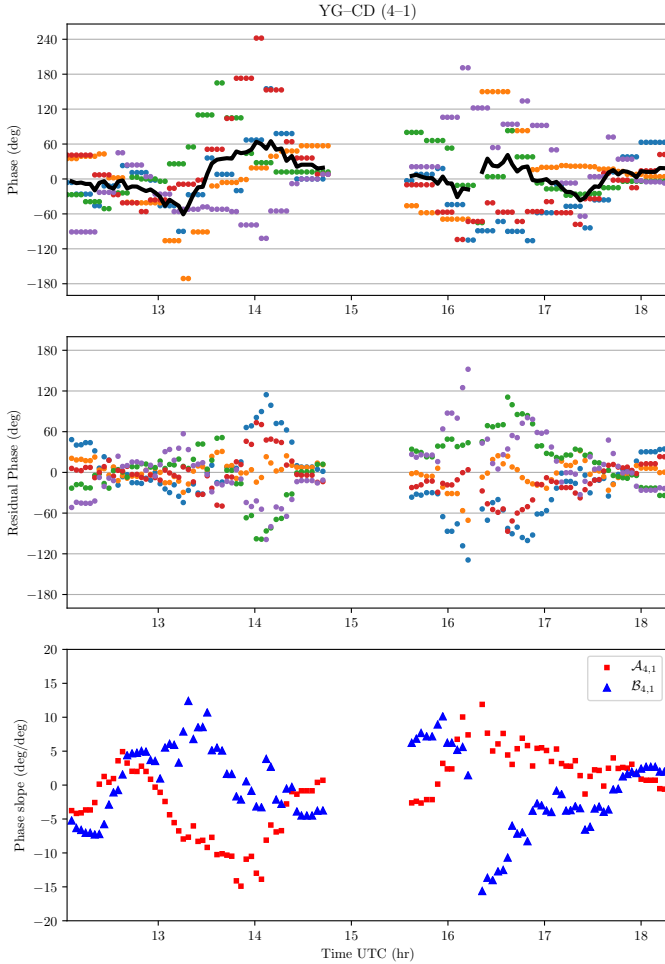 YG–CD (4–1)
Phase (deg)
240
180
120
60
0
−60
−120
−180
13 14 15 16 17 18
Residual Phase (deg)
180
120
60
0
−60
−120
−180
13 14 15 16 17 18
Phase slope (deg/deg)
20
15
10
5
0
−5
−10
−15
−20
𝒜4,1
ℬ4,1
13 14 15 16 17 18
Time UTC (hr)